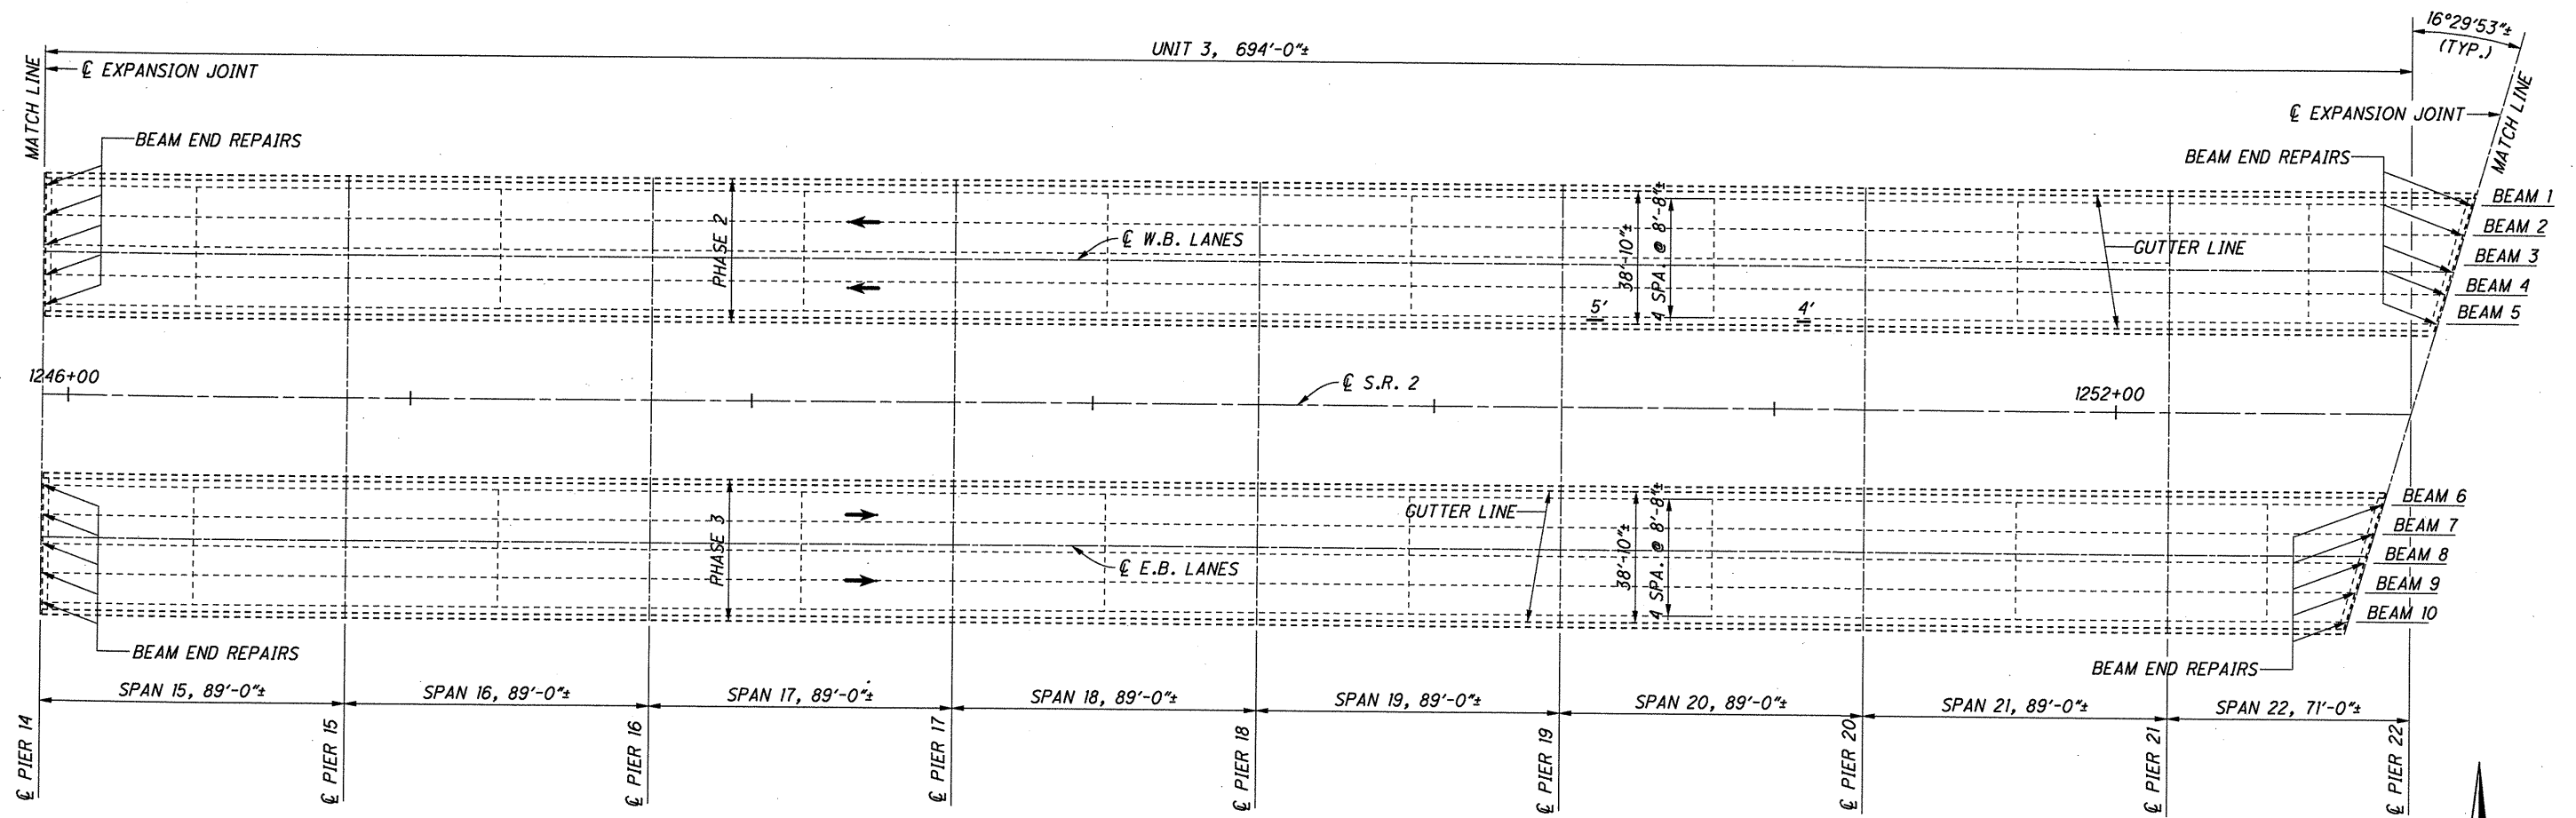 16°29'53"±
(TYP.)
UNIT 3, 694'-0"±
MATCH LINE
℄ EXPANSION JOINT
℄ EXPANSION JOINT
MATCH LINE
BEAM END REPAIRS
BEAM END REPAIRS
BEAM 1
BEAM 2
BEAM 3
BEAM 4
BEAM 5
PHASE 2
℄ W.B. LANES
38'-10"±
4 SPA. @ 8'-8"±
GUTTER LINE
5'
4'
1246+00
℄ S.R. 2
1252+00
BEAM 6
BEAM 7
BEAM 8
BEAM 9
BEAM 10
PHASE 3
℄ E.B. LANES
GUTTER LINE
38'-10"±
4 SPA. @ 8'-8"±
BEAM END REPAIRS
BEAM END REPAIRS
SPAN 15, 89'-0"±
SPAN 16, 89'-0"±
SPAN 17, 89'-0"±
SPAN 18, 89'-0"±
SPAN 19, 89'-0"±
SPAN 20, 89'-0"±
SPAN 21, 89'-0"±
SPAN 22, 71'-0"±
℄ PIER 14
℄ PIER 15
℄ PIER 16
℄ PIER 17
℄ PIER 18
℄ PIER 19
℄ PIER 20
℄ PIER 21
℄ PIER 22